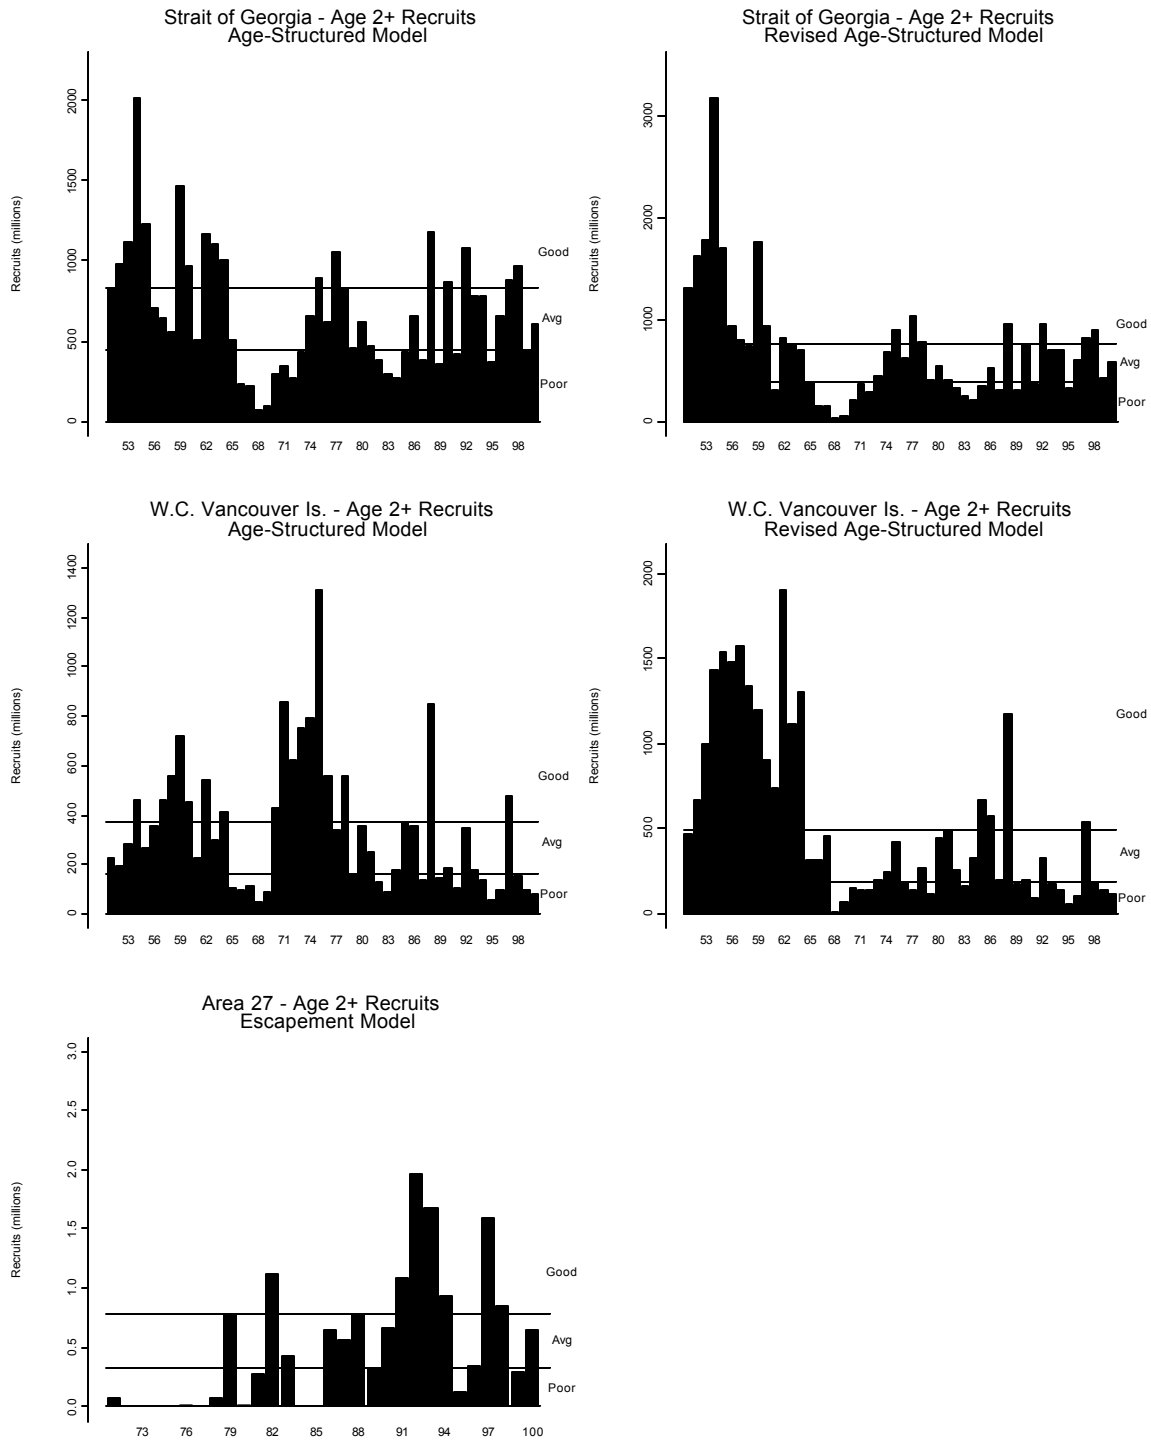 Strait of Georgia - Age 2+ Recruits
Age-Structured Model
Recruits (millions)
2000
1500
1000
500
0
Good
Avg
Poor
53 56 59 62 65 68 71 74 77 80 83 86 89 92 95 98
Strait of Georgia - Age 2+ Recruits
Revised Age-Structured Model
Recruits (millions)
3000
2000
1000
0
Good
Avg
Poor
53 56 59 62 65 68 71 74 77 80 83 86 89 92 95 98
W.C. Vancouver Is. - Age 2+ Recruits
Age-Structured Model
Recruits (millions)
1400
1200
1000
800
600
400
200
0
Good
Avg
Poor
53 56 59 62 65 68 71 74 77 80 83 86 89 92 95 98
W.C. Vancouver Is. - Age 2+ Recruits
Revised Age-Structured Model
Recruits (millions)
2000
1500
1000
500
0
Good
Avg
Poor
53 56 59 62 65 68 71 74 77 80 83 86 89 92 95 98
Area 27 - Age 2+ Recruits
Escapement Model
Recruits (millions)
3.0
2.5
2.0
1.5
1.0
0.5
0.0
Good
Avg
Poor
73 76 79 82 85 88 91 94 97 100